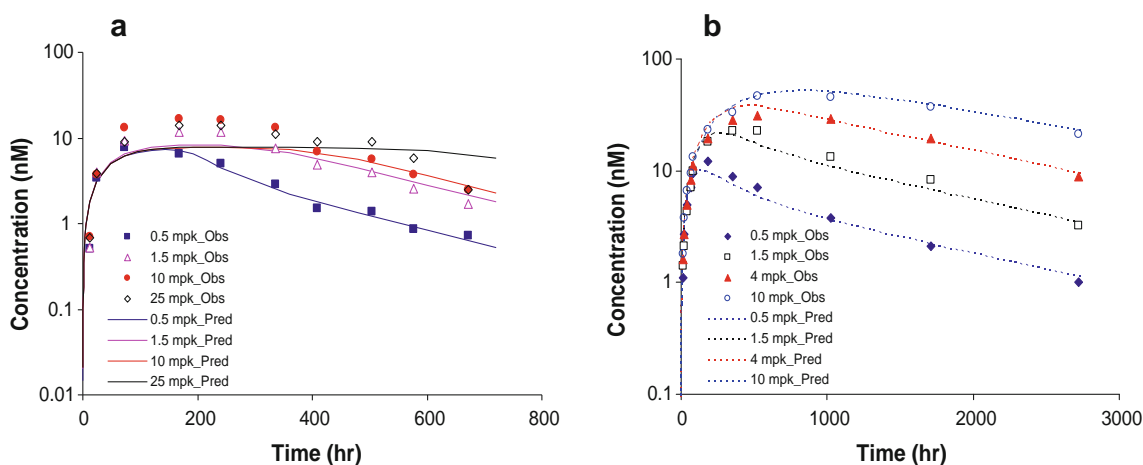 a
Concentration (nM)
100
10
1
0.1
0.01
0
200
400
600
800
Time (hr)
0.5 mpk_Obs
1.5 mpk_Obs
10 mpk_Obs
25 mpk_Obs
0.5 mpk_Pred
1.5 mpk_Pred
10 mpk_Pred
25 mpk_Pred
b
Concentration (nM)
100
10
1
0.1
0
1000
2000
3000
Time (hr)
0.5 mpk_Obs
1.5 mpk_Obs
4 mpk_Obs
10 mpk_Obs
0.5 mpk_Pred
1.5 mpk_Pred
4 mpk_Pred
10 mpk_Pred